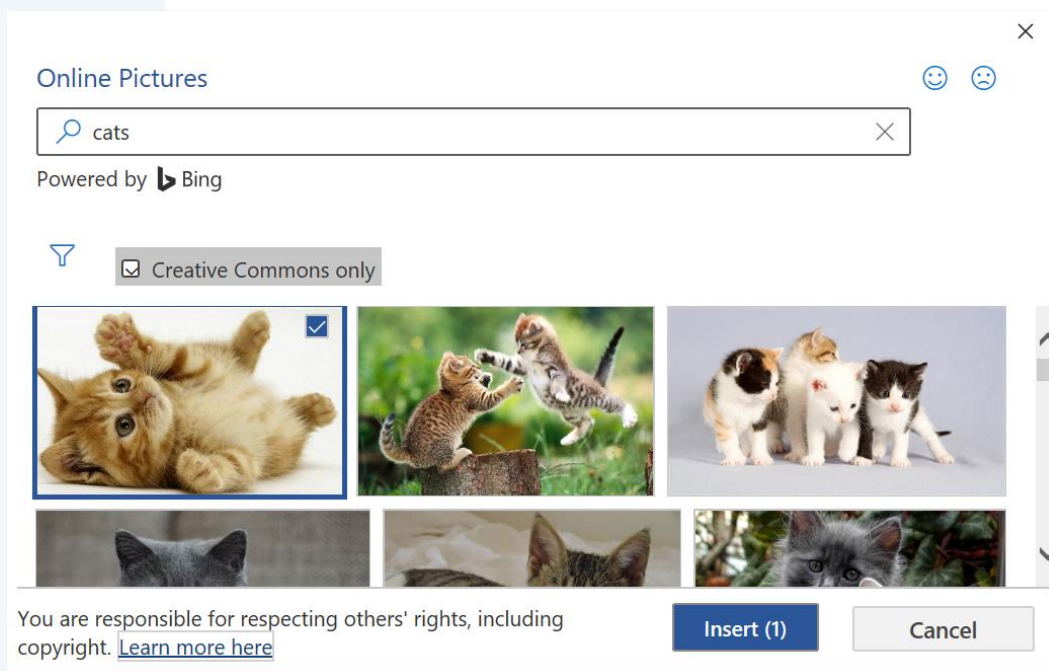 Online Pictures
cats
Powered by Bing
Creative Commons only
You are responsible for respecting others' rights, including
copyright. Learn more here
Insert (1)
Cancel